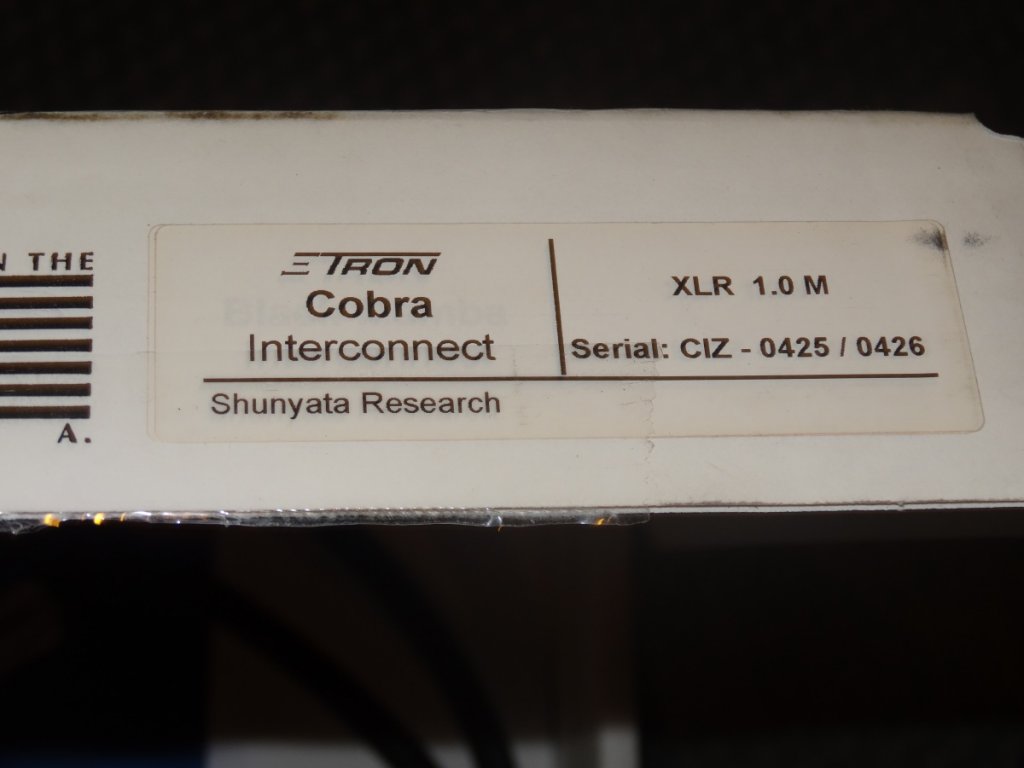 THE
ΞTRON
Cobra
Interconnect
XLR 1.0 M
Serial: CIZ - 0425 / 0426
Shunyata Research
A.